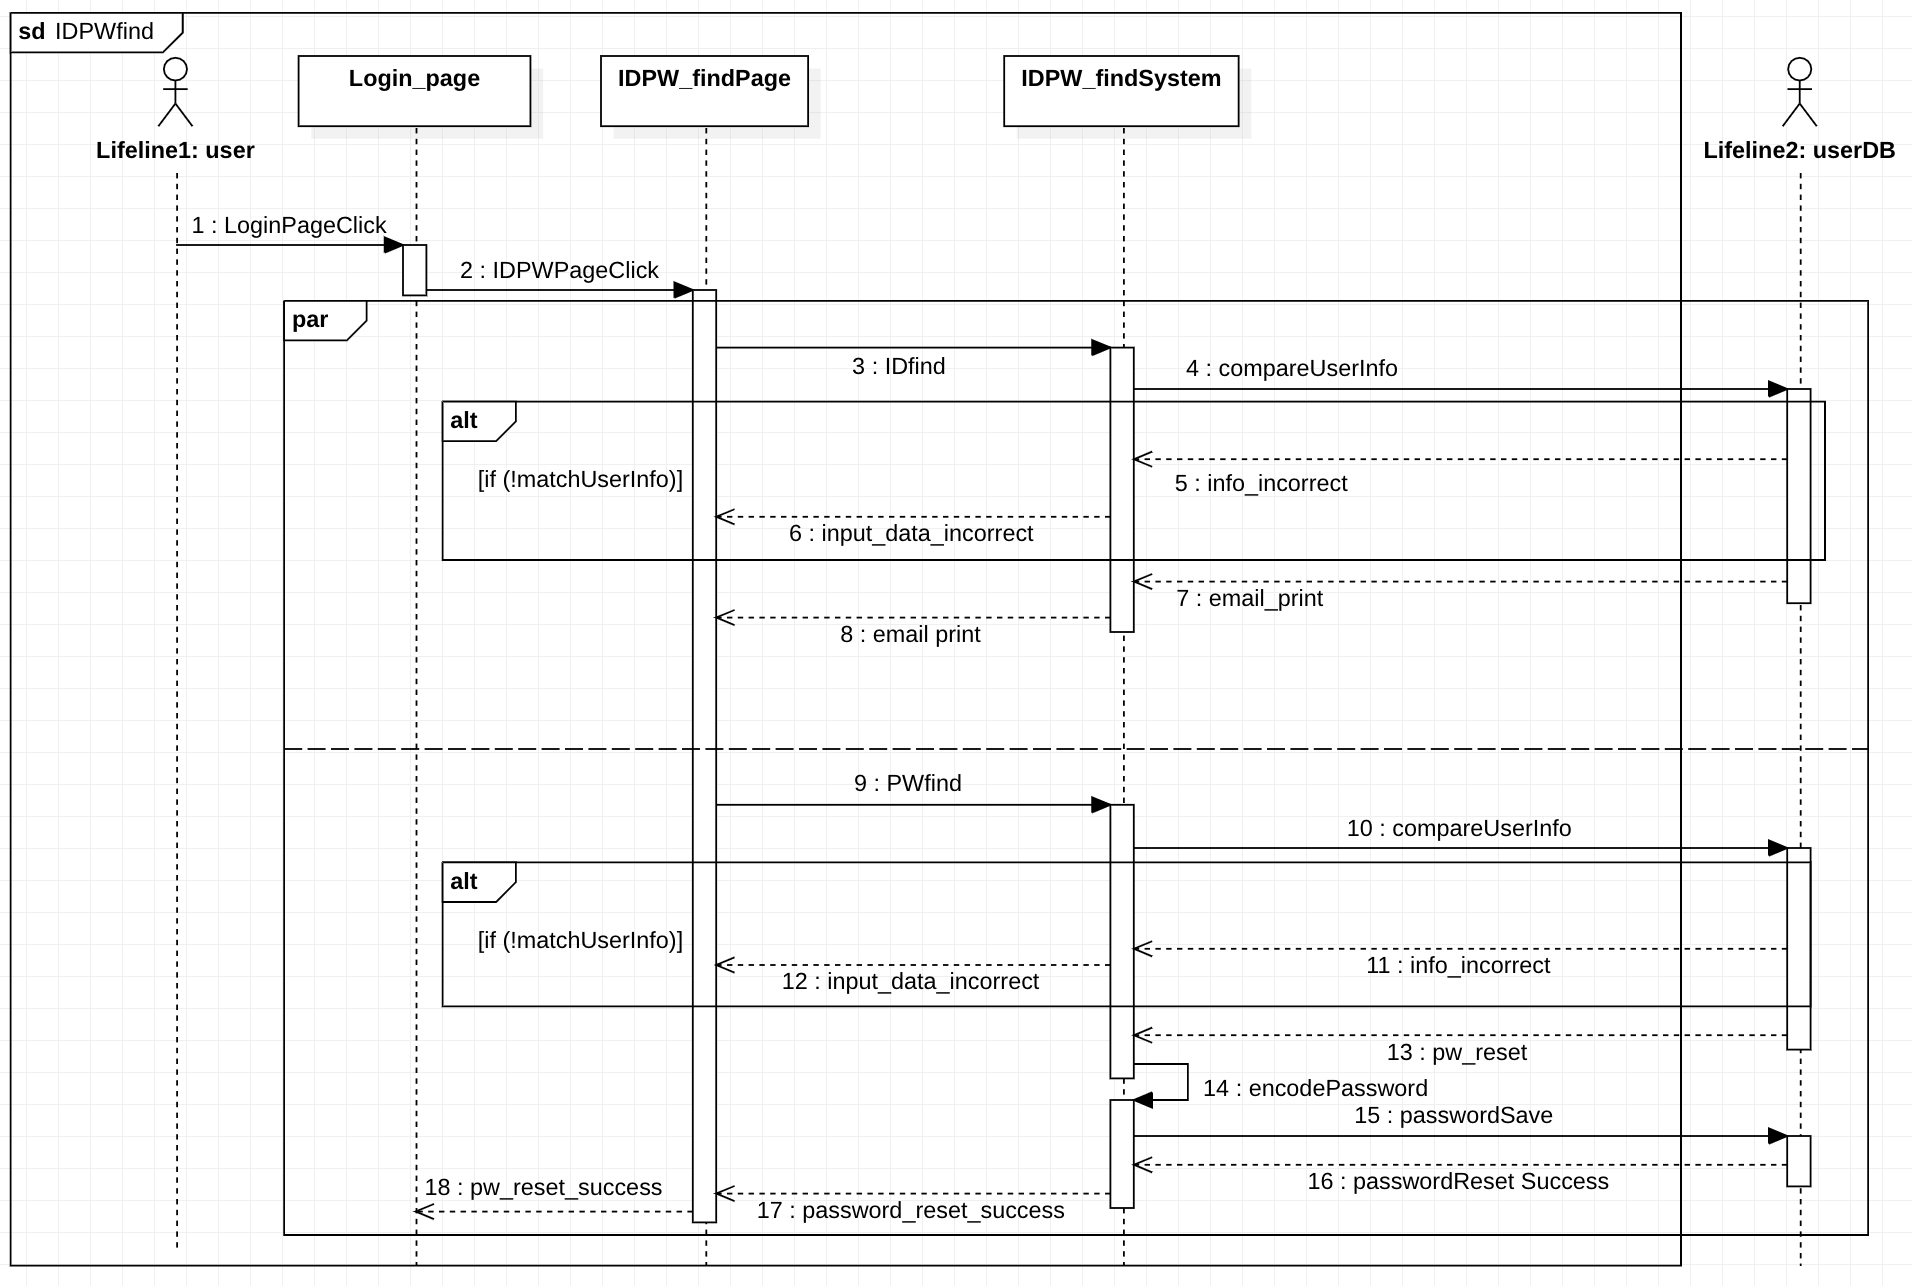 sd IDPWfind
Login_page
IDPW_findPage
IDPW_findSystem
Lifeline1: user
Lifeline2: userDB
1 : LoginPageClick
2 : IDPWPageClick
par
3 : IDfind
4 : compareUserInfo
alt
[if (!matchUserInfo)]
5 : info_incorrect
6 : input_data_incorrect
7 : email_print
8 : email print
9 : PWfind
10 : compareUserInfo
alt
[if (!matchUserInfo)]
11 : info_incorrect
12 : input_data_incorrect
13 : pw_reset
14 : encodePassword
15 : passwordSave
16 : passwordReset Success
18 : pw_reset_success
17 : password_reset_success